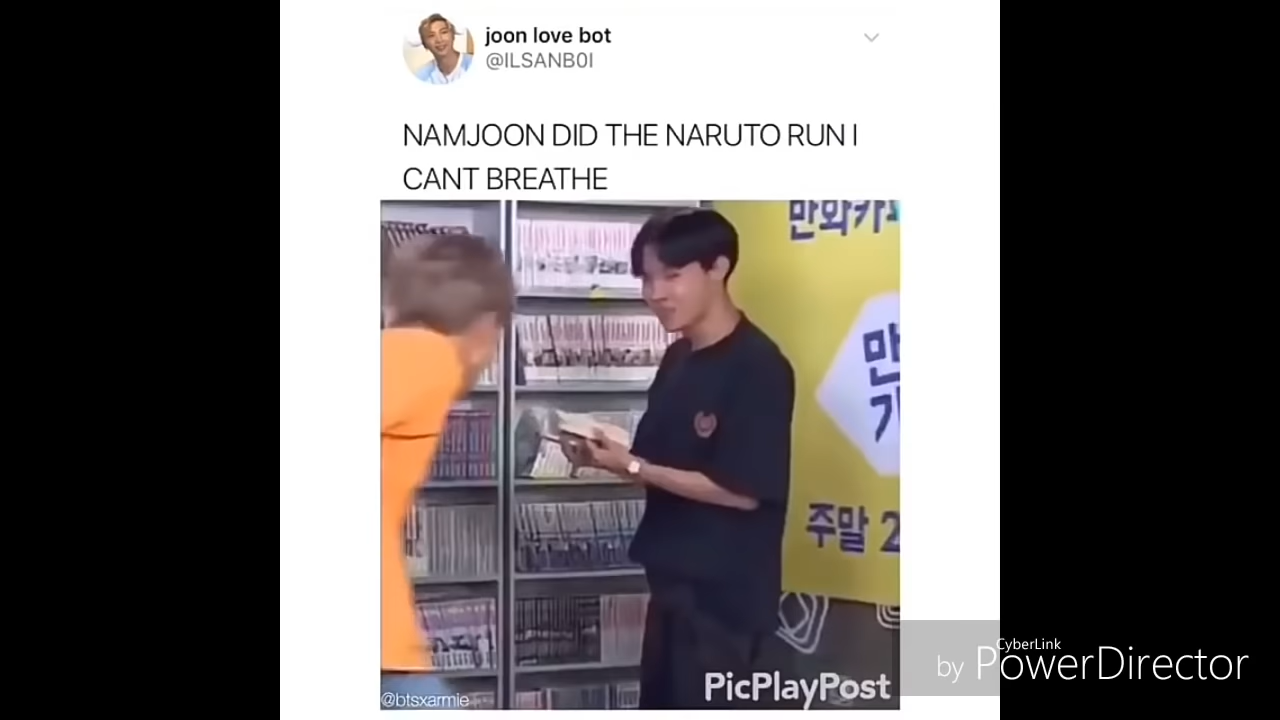 joon love bot
@ILSANB0I
NAMJOON DID THE NARUTO RUN I
CANT BREATHE
만화카
만
주말 2
@btsxarmie
PicPlayPost
CyberLink
by PowerDirector